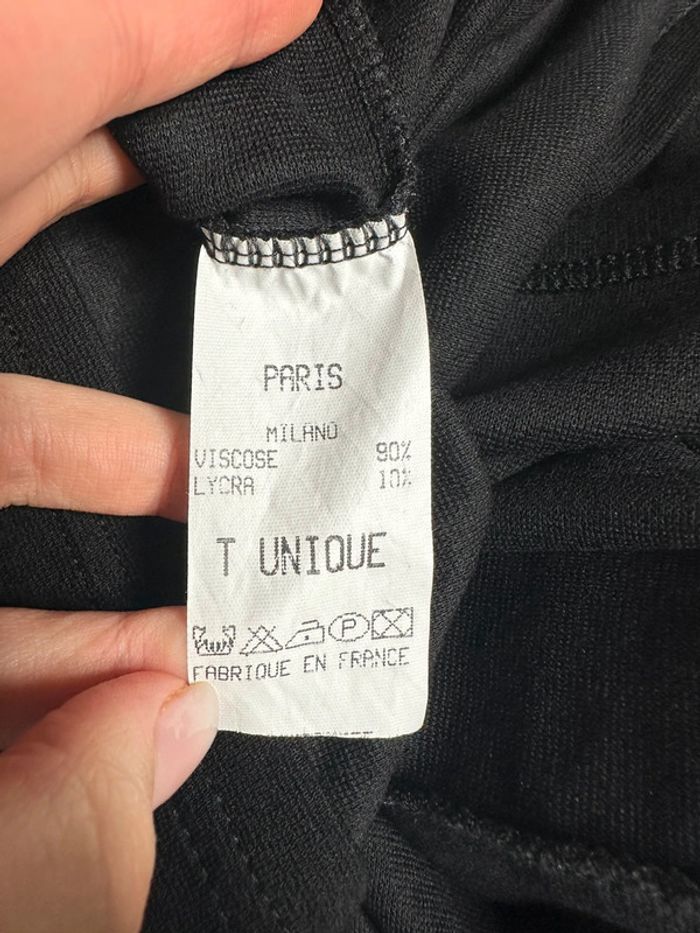 PARIS
MILANO
VISCOSE 90%
LYCRA 10%
T UNIQUE
P
FABRIQUE EN FRANCE